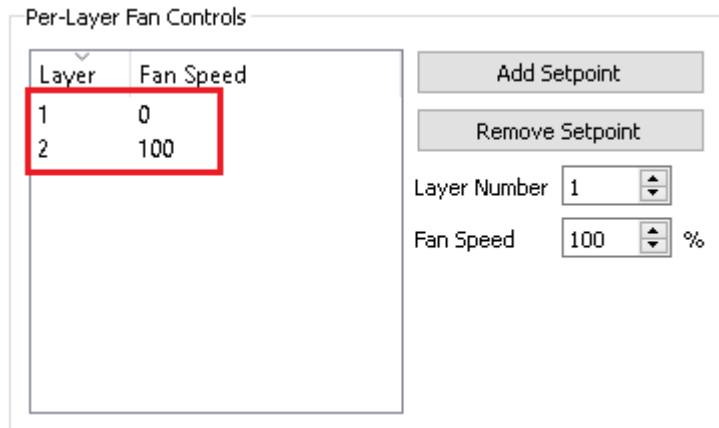 Per-Layer Fan Controls
Layer Fan Speed
1 0
2 100
Add Setpoint
Remove Setpoint
Layer Number 1
Fan Speed 100 %